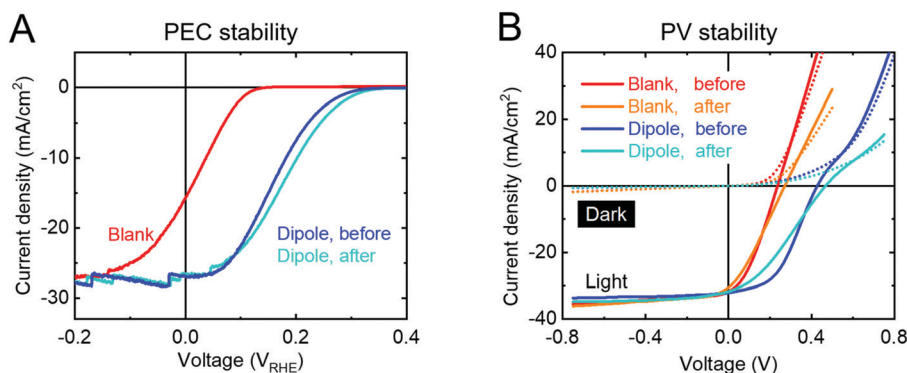 A
PEC stability
Current density (mA/cm²)
0
-10
-20
-30
Blank
Dipole, before
Dipole, after
-0.2
0.0
0.2
0.4
Voltage (V_RHE)
B
PV stability
Current density (mA/cm²)
40
20
0
-20
-40
Blank, before
Blank, after
Dipole, before
Dipole, after
Dark
Light
-0.8
-0.4
0.0
0.4
0.8
Voltage (V)